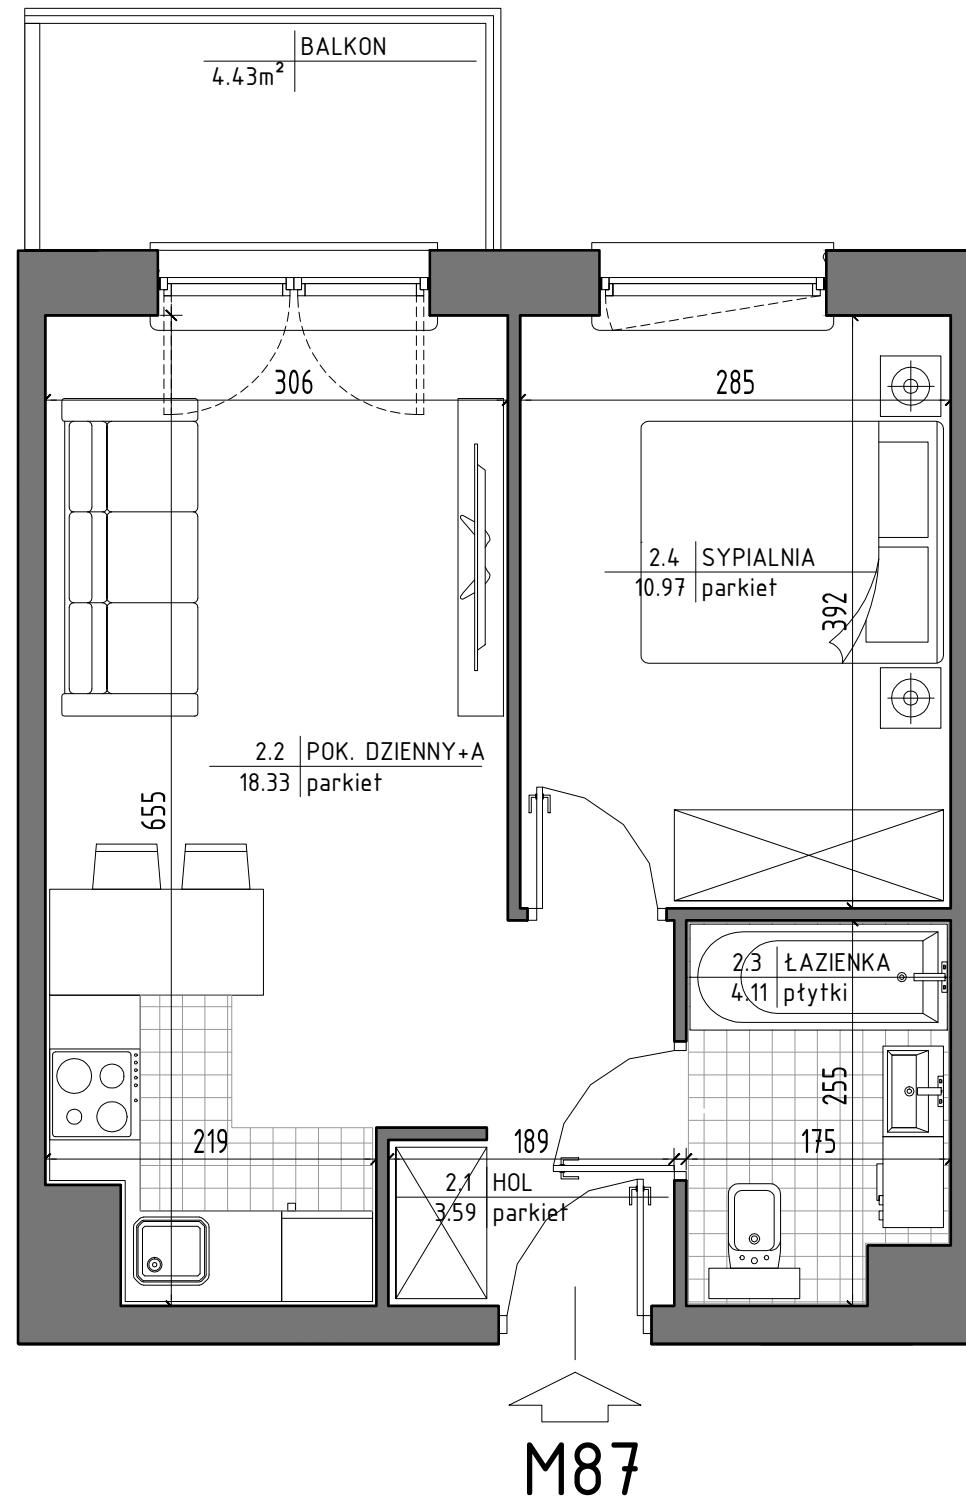 BALKON
4.43m²
306
285
2.4 SYPIALNIA
10.97 parkiet
392
2.2 POK. DZIENNY+A
18.33 parkiet
655
2.3 ŁAZIENKA
4.11 płytki
255
219
189
175
2.1 HOL
3.59 parkiet
M87